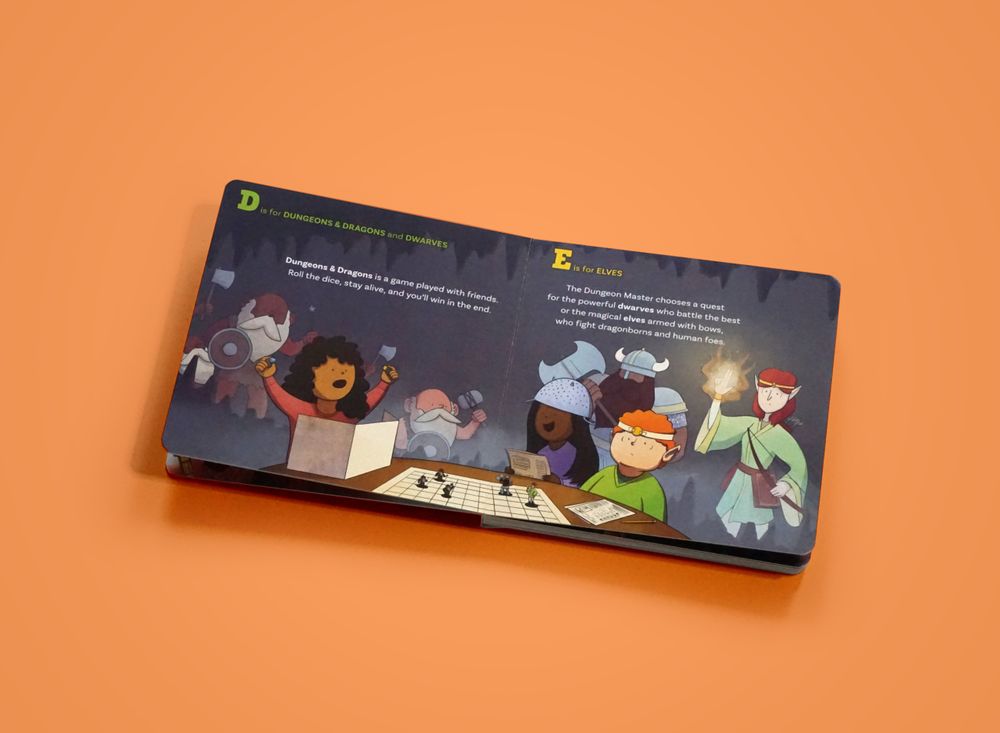 D is for DUNGEONS & DRAGONS and DWARVES
Dungeons & Dragons is a game played with friends.
Roll the dice, stay alive, and you'll win in the end.
E is for ELVES
The Dungeon Master chooses a quest
for the powerful dwarves who battle the best
or the magical elves armed with bows,
who fight dragonborns and human foes.